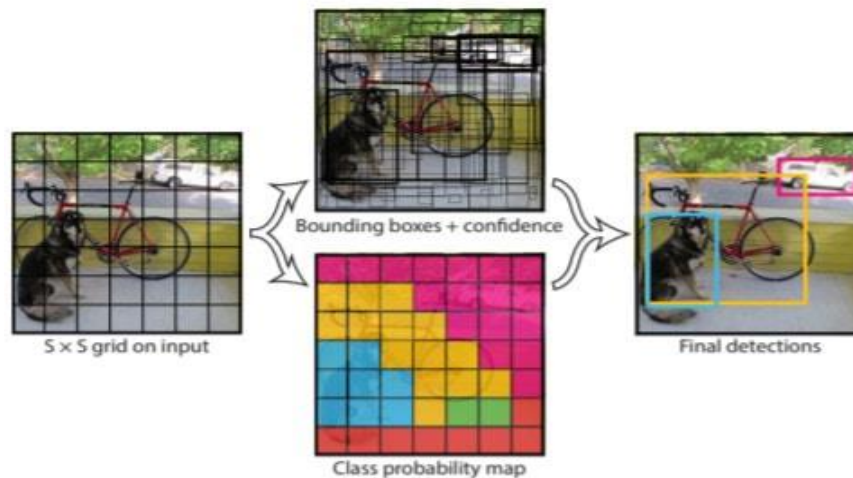 Bounding boxes + confidence
S × S grid on input
Final detections
Class probability map